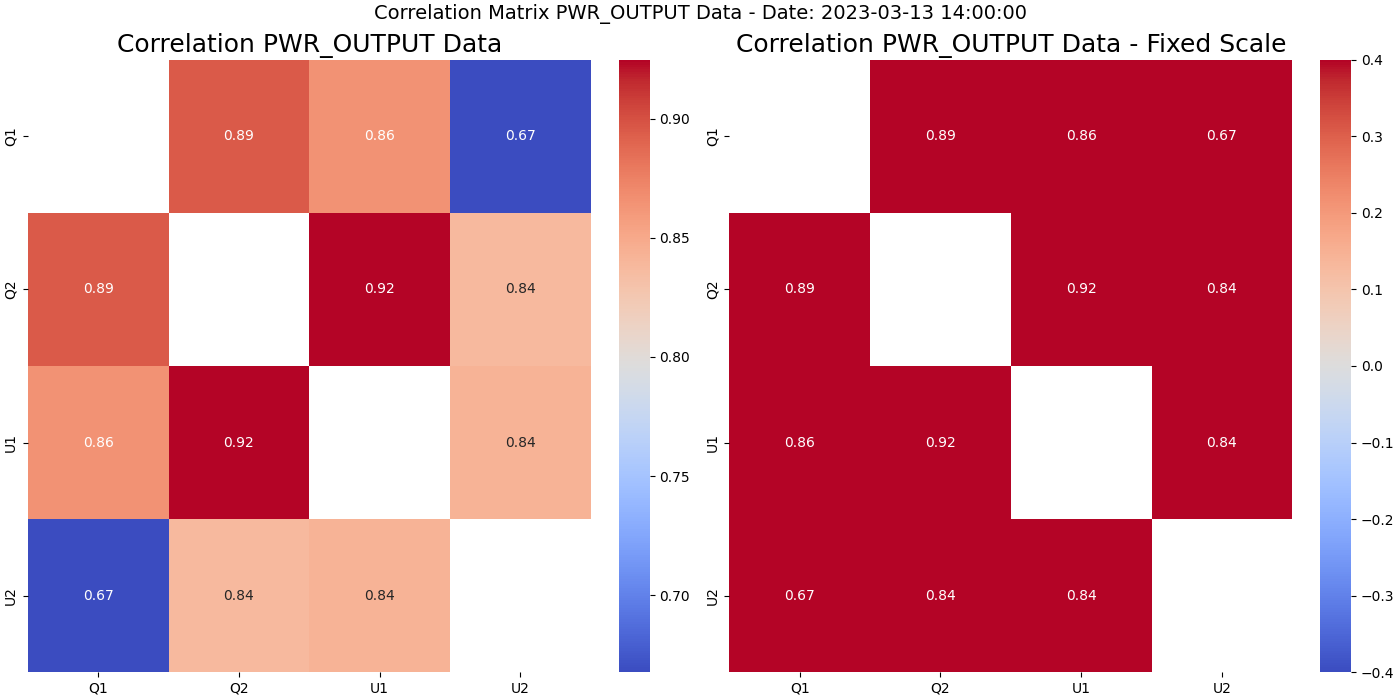 Correlation Matrix PWR_OUTPUT Data - Date: 2023-03-13 14:00:00
Correlation PWR_OUTPUT Data
Q1
0.89
0.86
0.67
Q2
0.89
0.92
0.84
U1
0.86
0.92
0.84
U2
0.67
0.84
0.84
Q1
Q2
U1
U2
0.90
0.85
0.80
0.75
0.70
Correlation PWR_OUTPUT Data - Fixed Scale
Q1
0.89
0.86
0.67
Q2
0.89
0.92
0.84
U1
0.86
0.92
0.84
U2
0.67
0.84
0.84
Q1
Q2
U1
U2
0.4
0.3
0.2
0.1
0.0
−0.1
−0.2
−0.3
−0.4